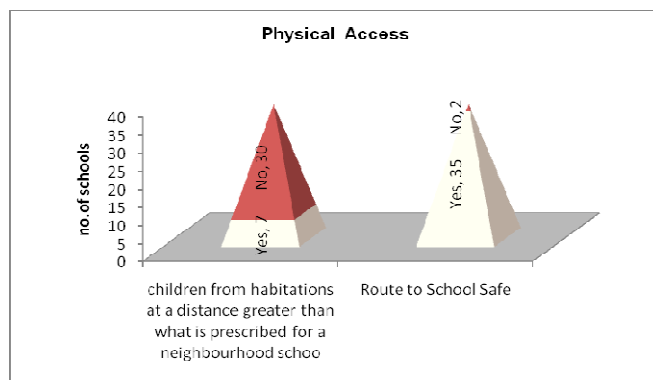 Physical Access
no. of schools
40
35
30
25
20
15
10
5
0
No, 30
Yes, 7
No, 2
Yes, 35
children from habitations
at a distance greater than
what is prescribed for a
neighbourhood schoo
Route to School Safe